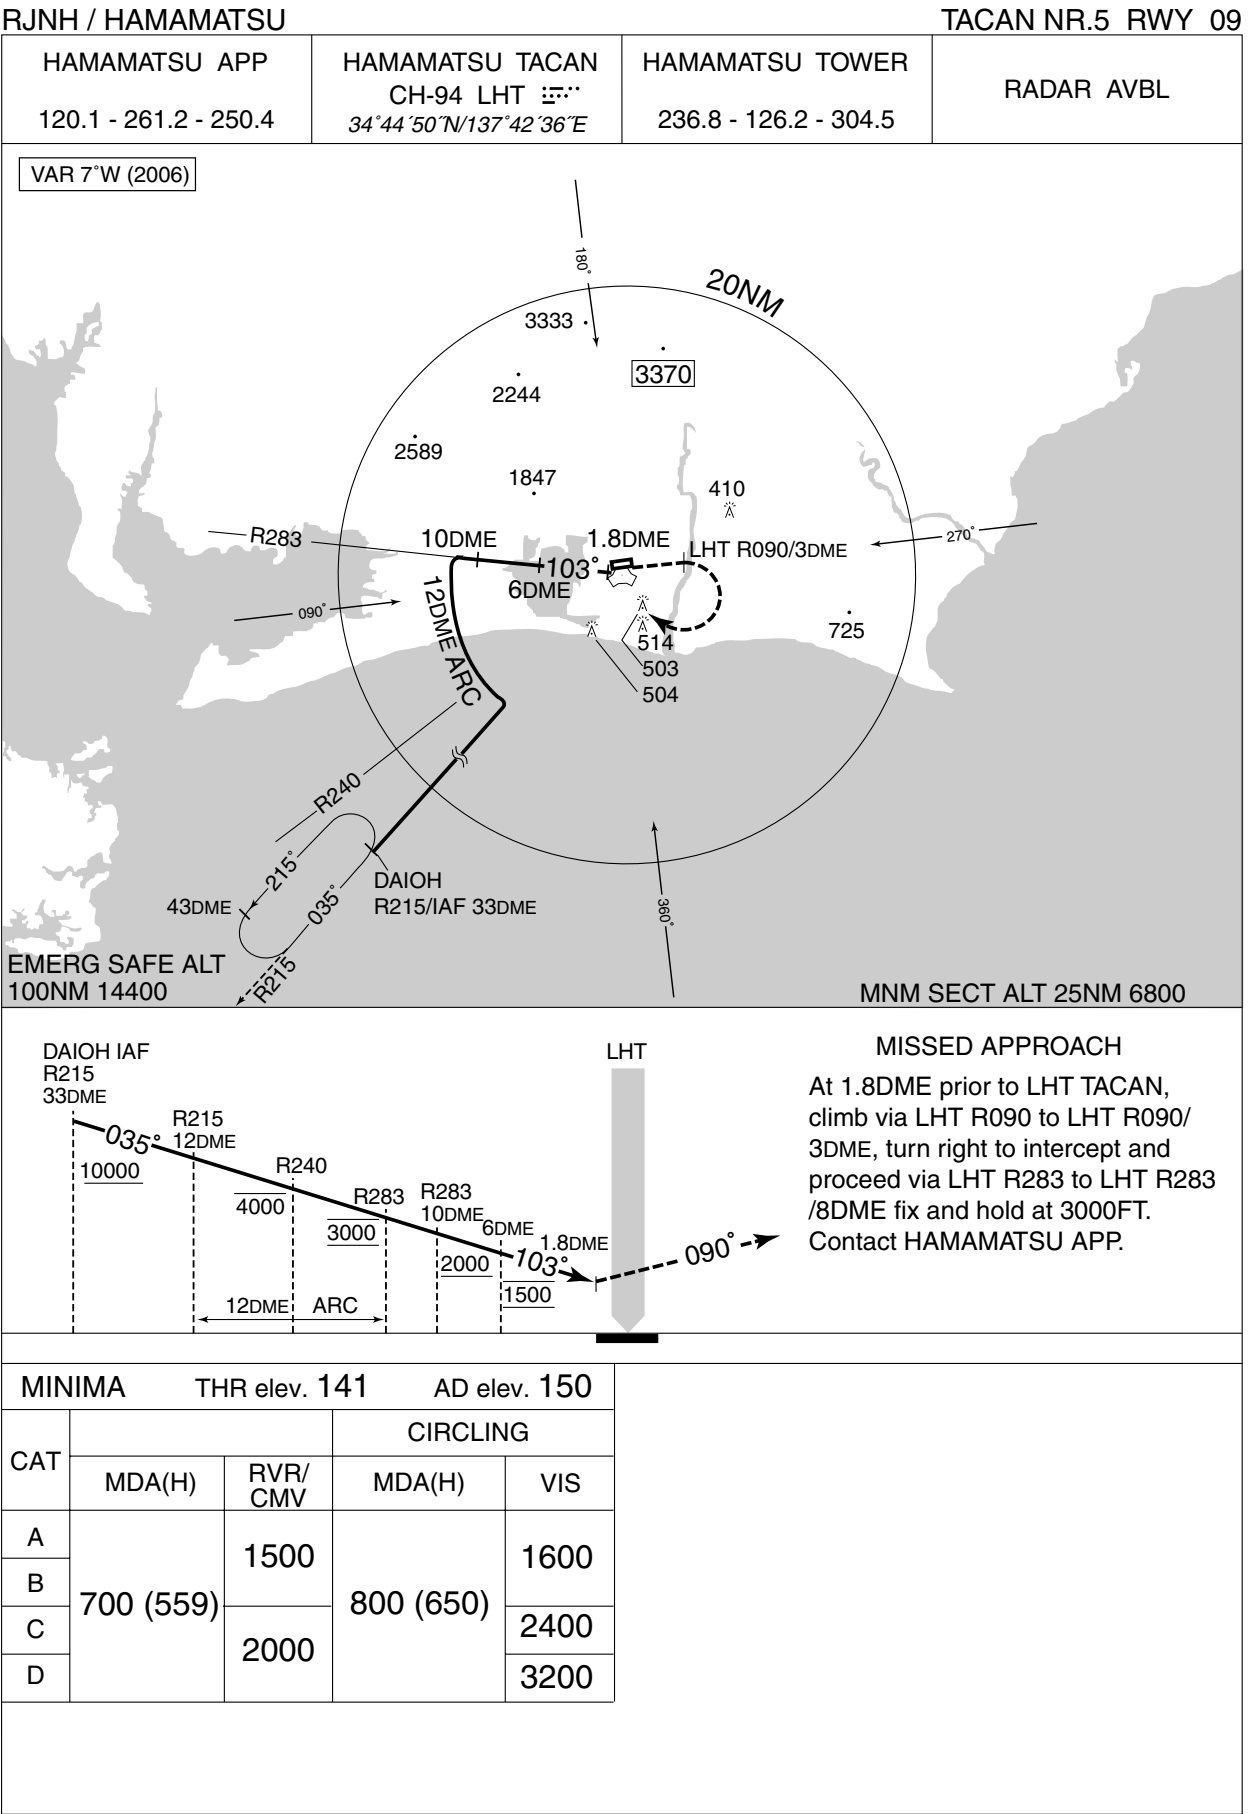 RJNH / HAMAMATSU
TACAN NR.5 RWY 09
HAMAMATSU APP
120.1 - 261.2 - 250.4
HAMAMATSU TACAN
CH-94 LHT
34°44´50˝N/137°42´36˝E
HAMAMATSU TOWER
236.8 - 126.2 - 304.5
RADAR AVBL
VAR 7°W (2006)
180°
20NM
3333
3370
2244
2589
1847
410
R283
10DME
1.8DME
LHT R090/3DME
270°
103°
6DME
090°
12DME ARC
725
514
503
504
R240
215°
035°
DAIOH
R215/IAF 33DME
43DME
360°
R215
EMERG SAFE ALT
100NM 14400
MNM SECT ALT 25NM 6800
DAIOH IAF
R215
33DME
035°
10000
R215
12DME
R240
4000
R283
3000
R283
10DME
2000
6DME
1500
1.8DME
103°
LHT
090°
12DME ARC
MISSED APPROACH
At 1.8DME prior to LHT TACAN,
climb via LHT R090 to LHT R090/
3DME, turn right to intercept and
proceed via LHT R283 to LHT R283
/8DME fix and hold at 3000FT.
Contact HAMAMATSU APP.
MINIMA THR elev. 141 AD elev. 150
CIRCLING
CAT
MDA(H)
RVR/
CMV
MDA(H)
VIS
A
B
C
D
700 (559)
1500
2000
800 (650)
1600
2400
3200